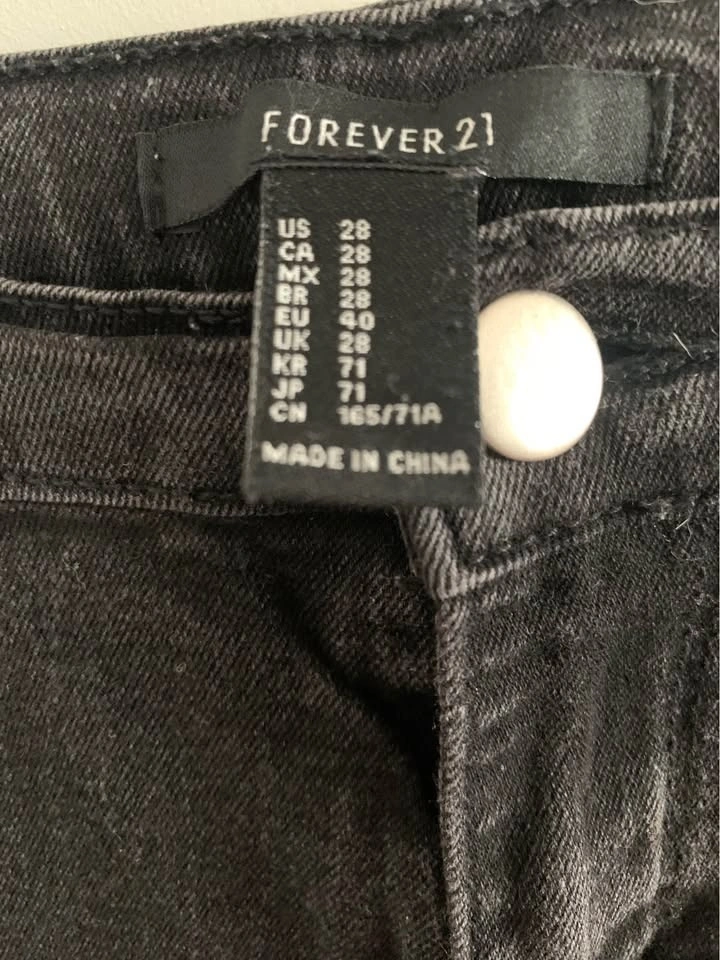 FOREVER 21
US 28
CA 28
MX 28
BR 28
EU 40
UK 28
KR 71
JP 71
CN 165/71A
MADE IN CHINA